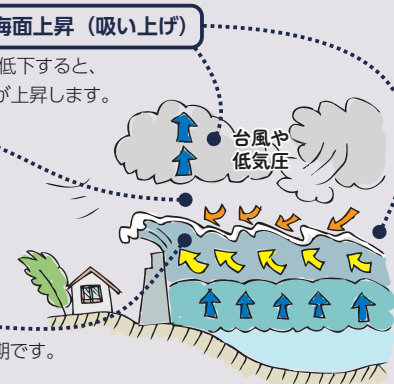 海面上昇（吸い上げ）
低下すると、
が上昇します。
台風や
低気圧
期です。